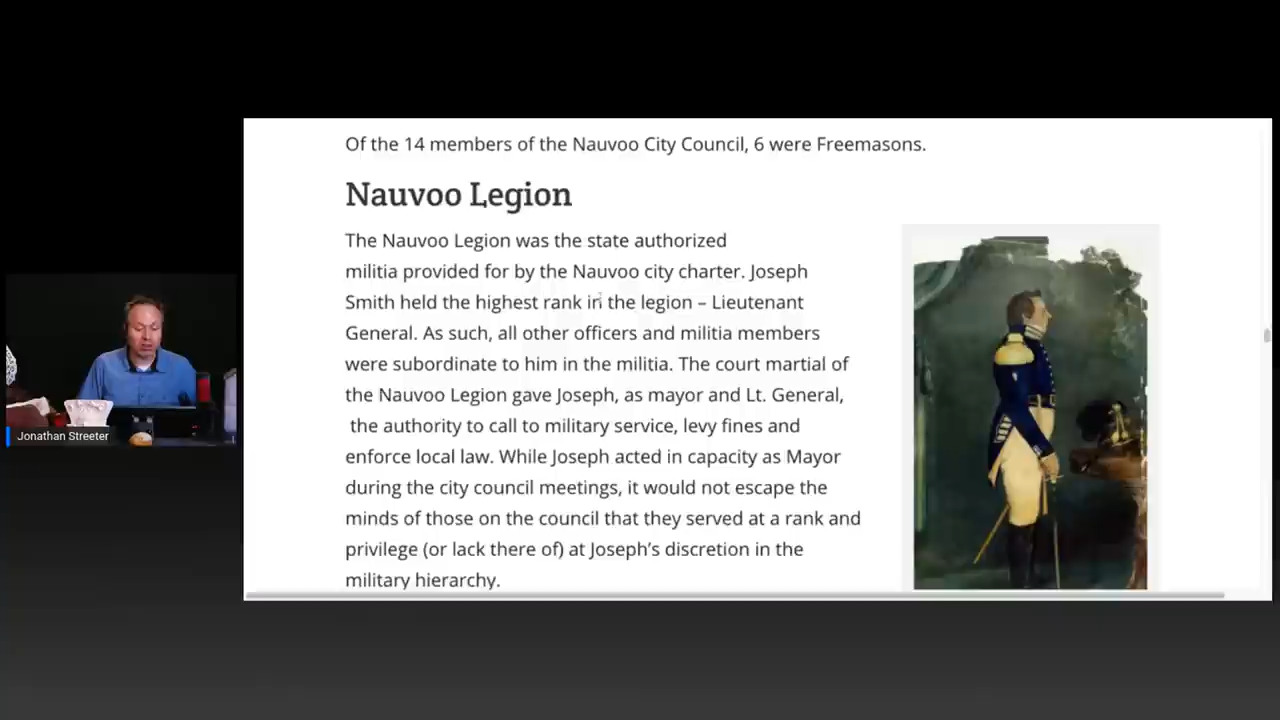 Of the 14 members of the Nauvoo City Council, 6 were Freemasons.
Nauvoo Legion
The Nauvoo Legion was the state authorized
militia provided for by the Nauvoo city charter. Joseph
Smith held the highest rank in the legion – Lieutenant
General. As such, all other officers and militia members
were subordinate to him in the militia. The court martial of
the Nauvoo Legion gave Joseph, as mayor and Lt. General,
the authority to call to military service, levy fines and
enforce local law. While Joseph acted in capacity as Mayor
during the city council meetings, it would not escape the
minds of those on the council that they served at a rank and
privilege (or lack there of) at Joseph’s discretion in the
military hierarchy.
Jonathan Streeter